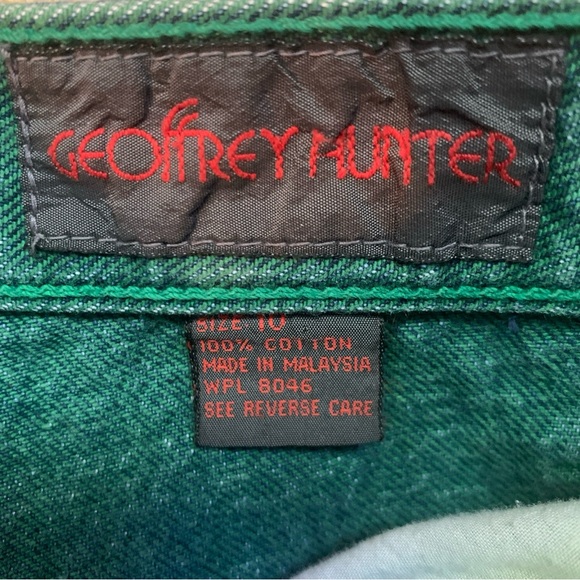 GEOFFREY HUNTER
SIZE 10
100% COTTON
MADE IN MALAYSIA
WPL 8046
SEE REVERSE CARE